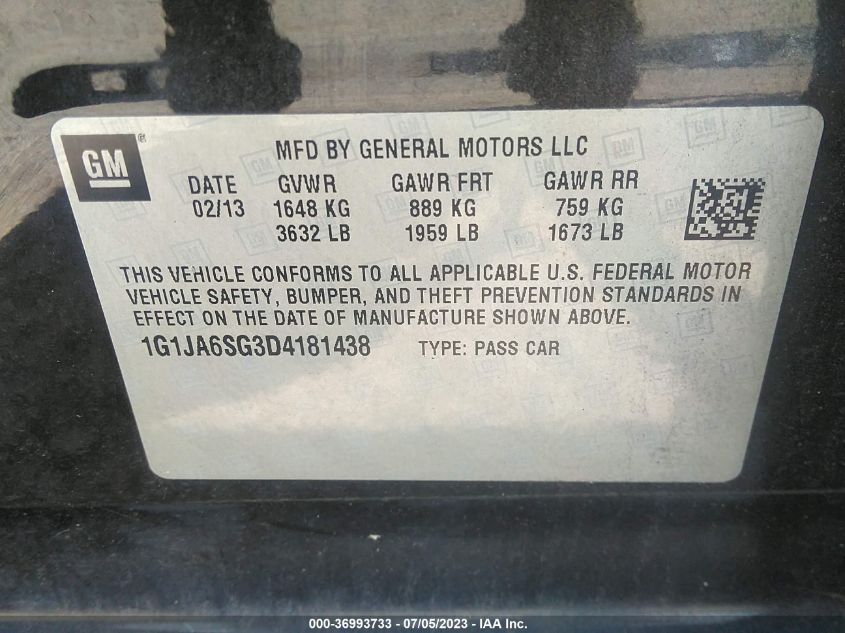 GM ®
MFD BY GENERAL MOTORS LLC
DATE GVWR GAWR FRT GAWR RR
02/13 1648 KG 889 KG 759 KG
3632 LB 1959 LB 1673 LB
THIS VEHICLE CONFORMS TO ALL APPLICABLE U.S. FEDERAL MOTOR
VEHICLE SAFETY, BUMPER, AND THEFT PREVENTION STANDARDS IN
EFFECT ON THE DATE OF MANUFACTURE SHOWN ABOVE.
1G1JA6SG3D4181438 TYPE: PASS CAR
000-36993733 - 07/05/2023 - IAA Inc.